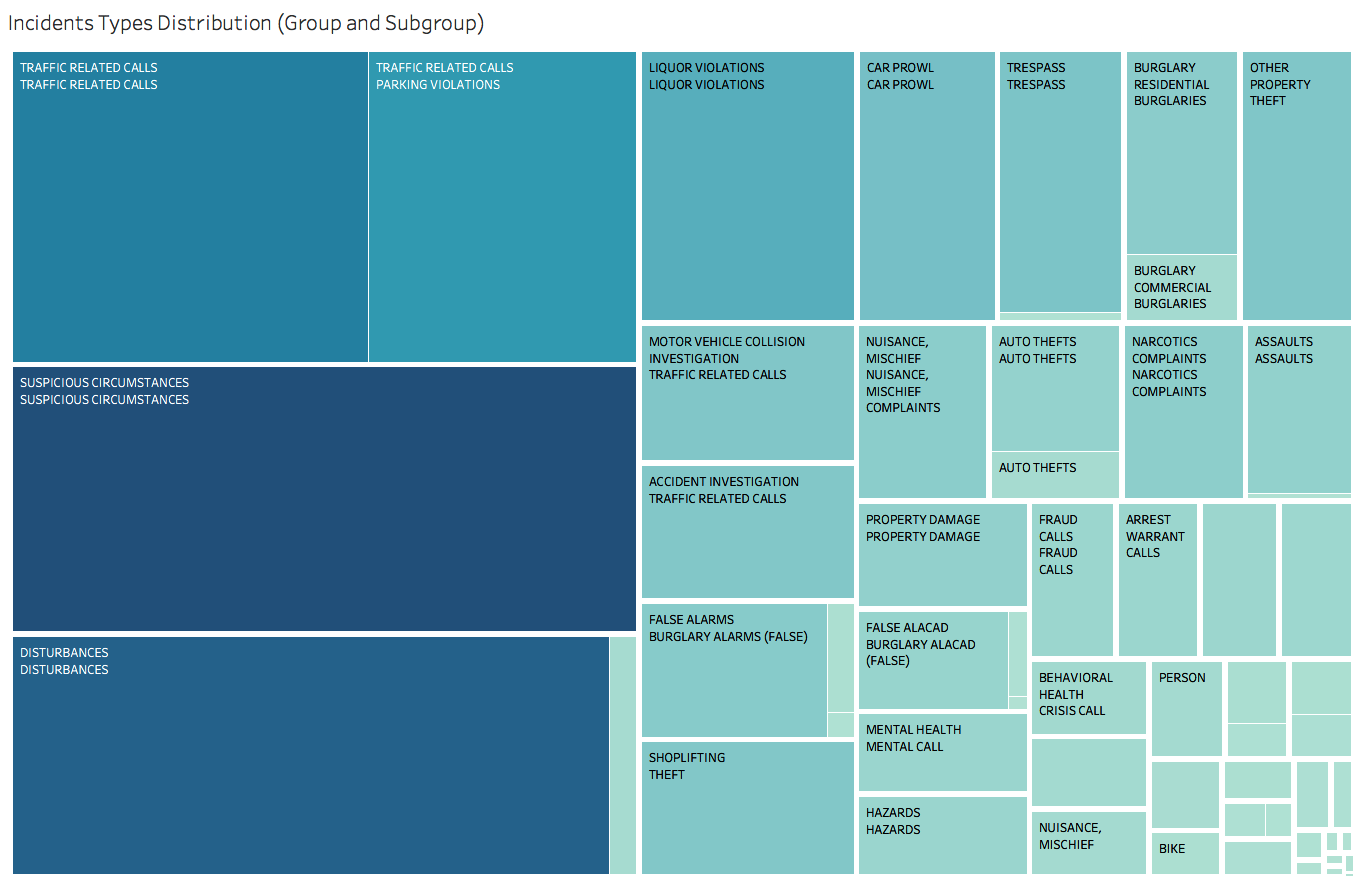 Incidents Types Distribution (Group and Subgroup)
TRAFFIC RELATED CALLS
TRAFFIC RELATED CALLS
TRAFFIC RELATED CALLS
PARKING VIOLATIONS
SUSPICIOUS CIRCUMSTANCES
SUSPICIOUS CIRCUMSTANCES
DISTURBANCES
DISTURBANCES
LIQUOR VIOLATIONS
LIQUOR VIOLATIONS
MOTOR VEHICLE COLLISION
INVESTIGATION
TRAFFIC RELATED CALLS
ACCIDENT INVESTIGATION
TRAFFIC RELATED CALLS
FALSE ALARMS
BURGLARY ALARMS (FALSE)
SHOPLIFTING
THEFT
CAR PROWL
CAR PROWL
TRESPASS
TRESPASS
BURGLARY
RESIDENTIAL
BURGLARIES
BURGLARY
COMMERCIAL
BURGLARIES
OTHER
PROPERTY
THEFT
NUISANCE,
MISCHIEF
NUISANCE,
MISCHIEF
COMPLAINTS
AUTO THEFTS
AUTO THEFTS
AUTO THEFTS
NARCOTICS
COMPLAINTS
NARCOTICS
COMPLAINTS
ASSAULTS
ASSAULTS
PROPERTY DAMAGE
PROPERTY DAMAGE
FALSE ALACAD
BURGLARY ALACAD
(FALSE)
MENTAL HEALTH
MENTAL CALL
HAZARDS
HAZARDS
FRAUD
CALLS
FRAUD
CALLS
ARREST
WARRANT
CALLS
BEHAVIORAL
HEALTH
CRISIS CALL
NUISANCE,
MISCHIEF
PERSON
BIKE